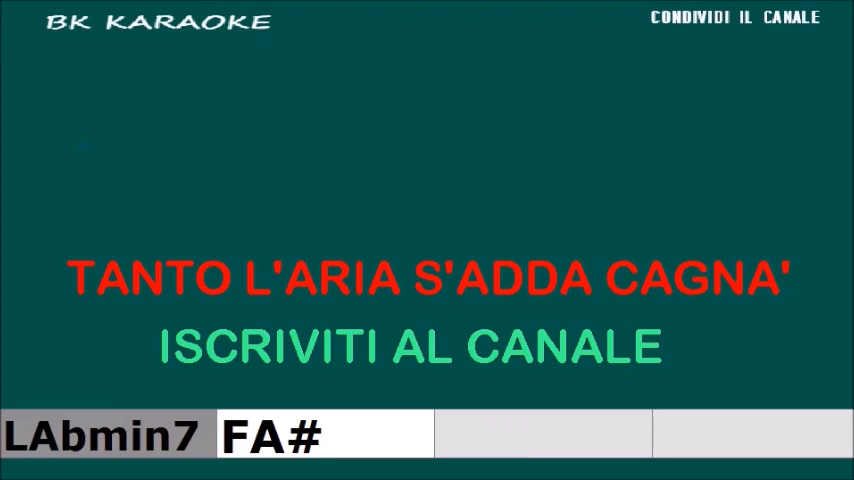 BK KARAOKE
CONDIVIDI IL CANALE
TANTO L'ARIA S'ADDA CAGNA'
ISCRIVITI AL CANALE
LAbmin7 FA#